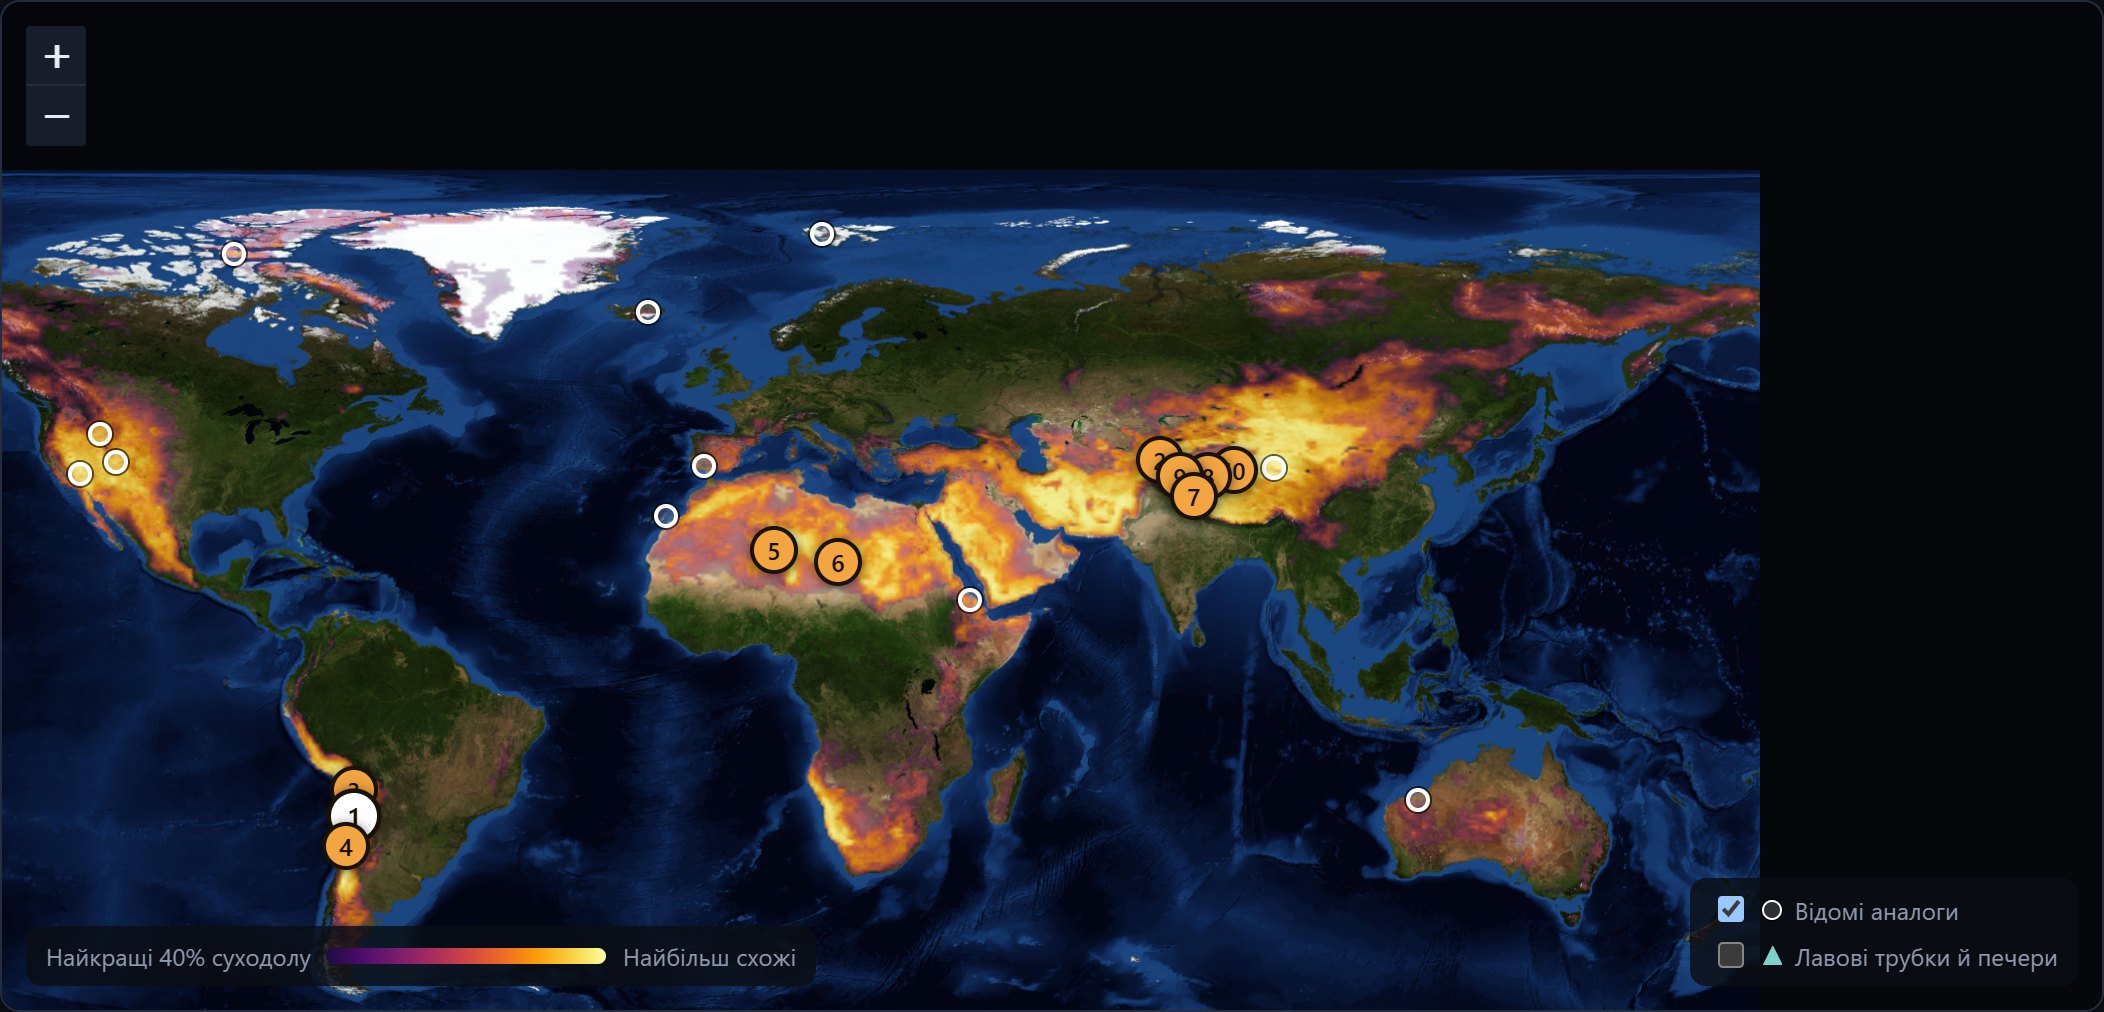 +
−
5
6
7
1
4
Найкращі 40% суходолу
Найбільш схожі
Відомі аналоги
Лавові трубки й печери